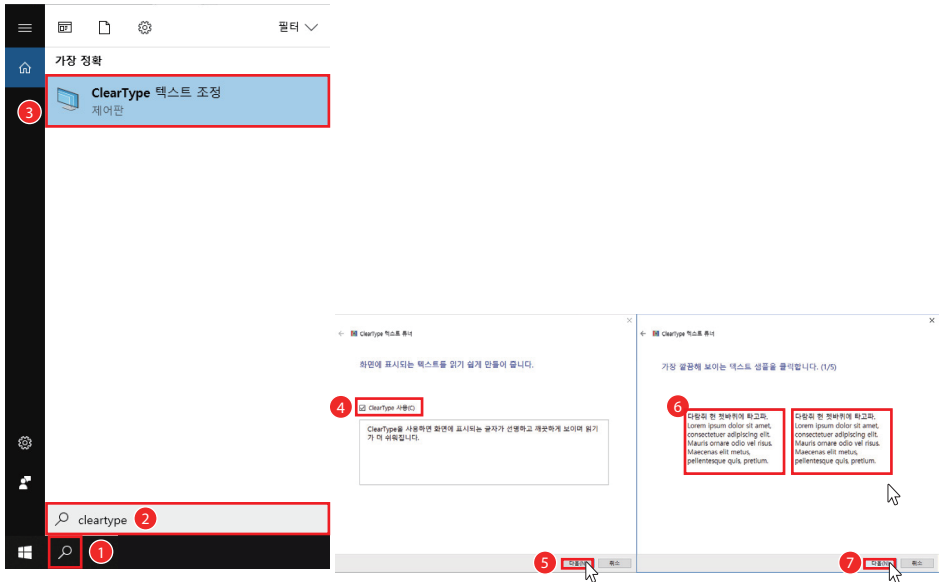 필터
가장 정확
ClearType 텍스트 조정
제어판
3
cleartype
2
1
ClearType 텍스트 튜너
화면에 표시되는 텍스트를 읽기 쉽게 만들어 줍니다.
4
ClearType 사용(C)
ClearType을 사용하면 화면에 표시되는 글자가 선명하고 깨끗하게 보이며 읽기
가 더 쉬워집니다.
5
다음(N)
취소
ClearType 텍스트 튜너
가장 깔끔해 보이는 텍스트 샘플을 클릭합니다. (1/5)
6
다람쥐 헌 쳇바퀴에 타고파.
Lorem ipsum dolor sit amet,
consectetuer adipiscing elit.
Mauris ornare odio vel risus.
Maecenas elit metus,
pellentesque quis, pretium.
다람쥐 헌 쳇바퀴에 타고파.
Lorem ipsum dolor sit amet,
consectetuer adipiscing elit.
Mauris ornare odio vel risus.
Maecenas elit metus,
pellentesque quis, pretium.
7
다음(N)
취소